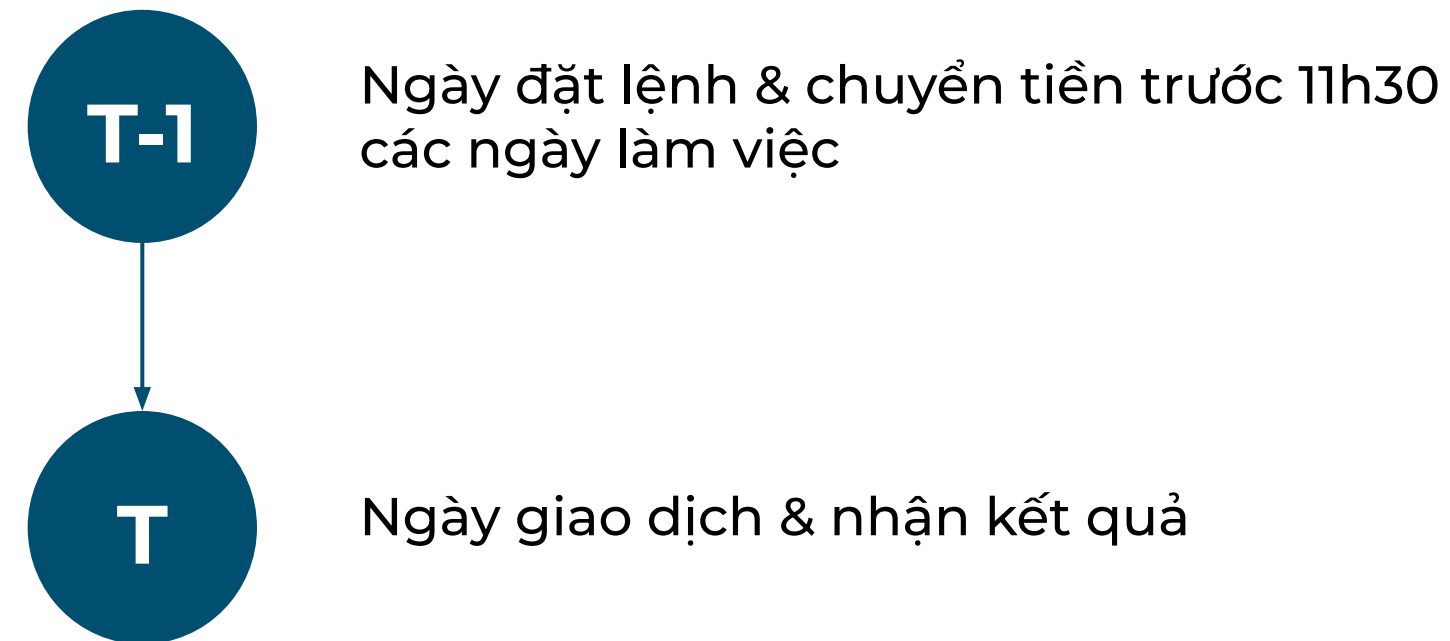 T-1
Ngày đặt lệnh & chuyển tiền trước 11h30
các ngày làm việc
T
Ngày giao dịch & nhận kết quả